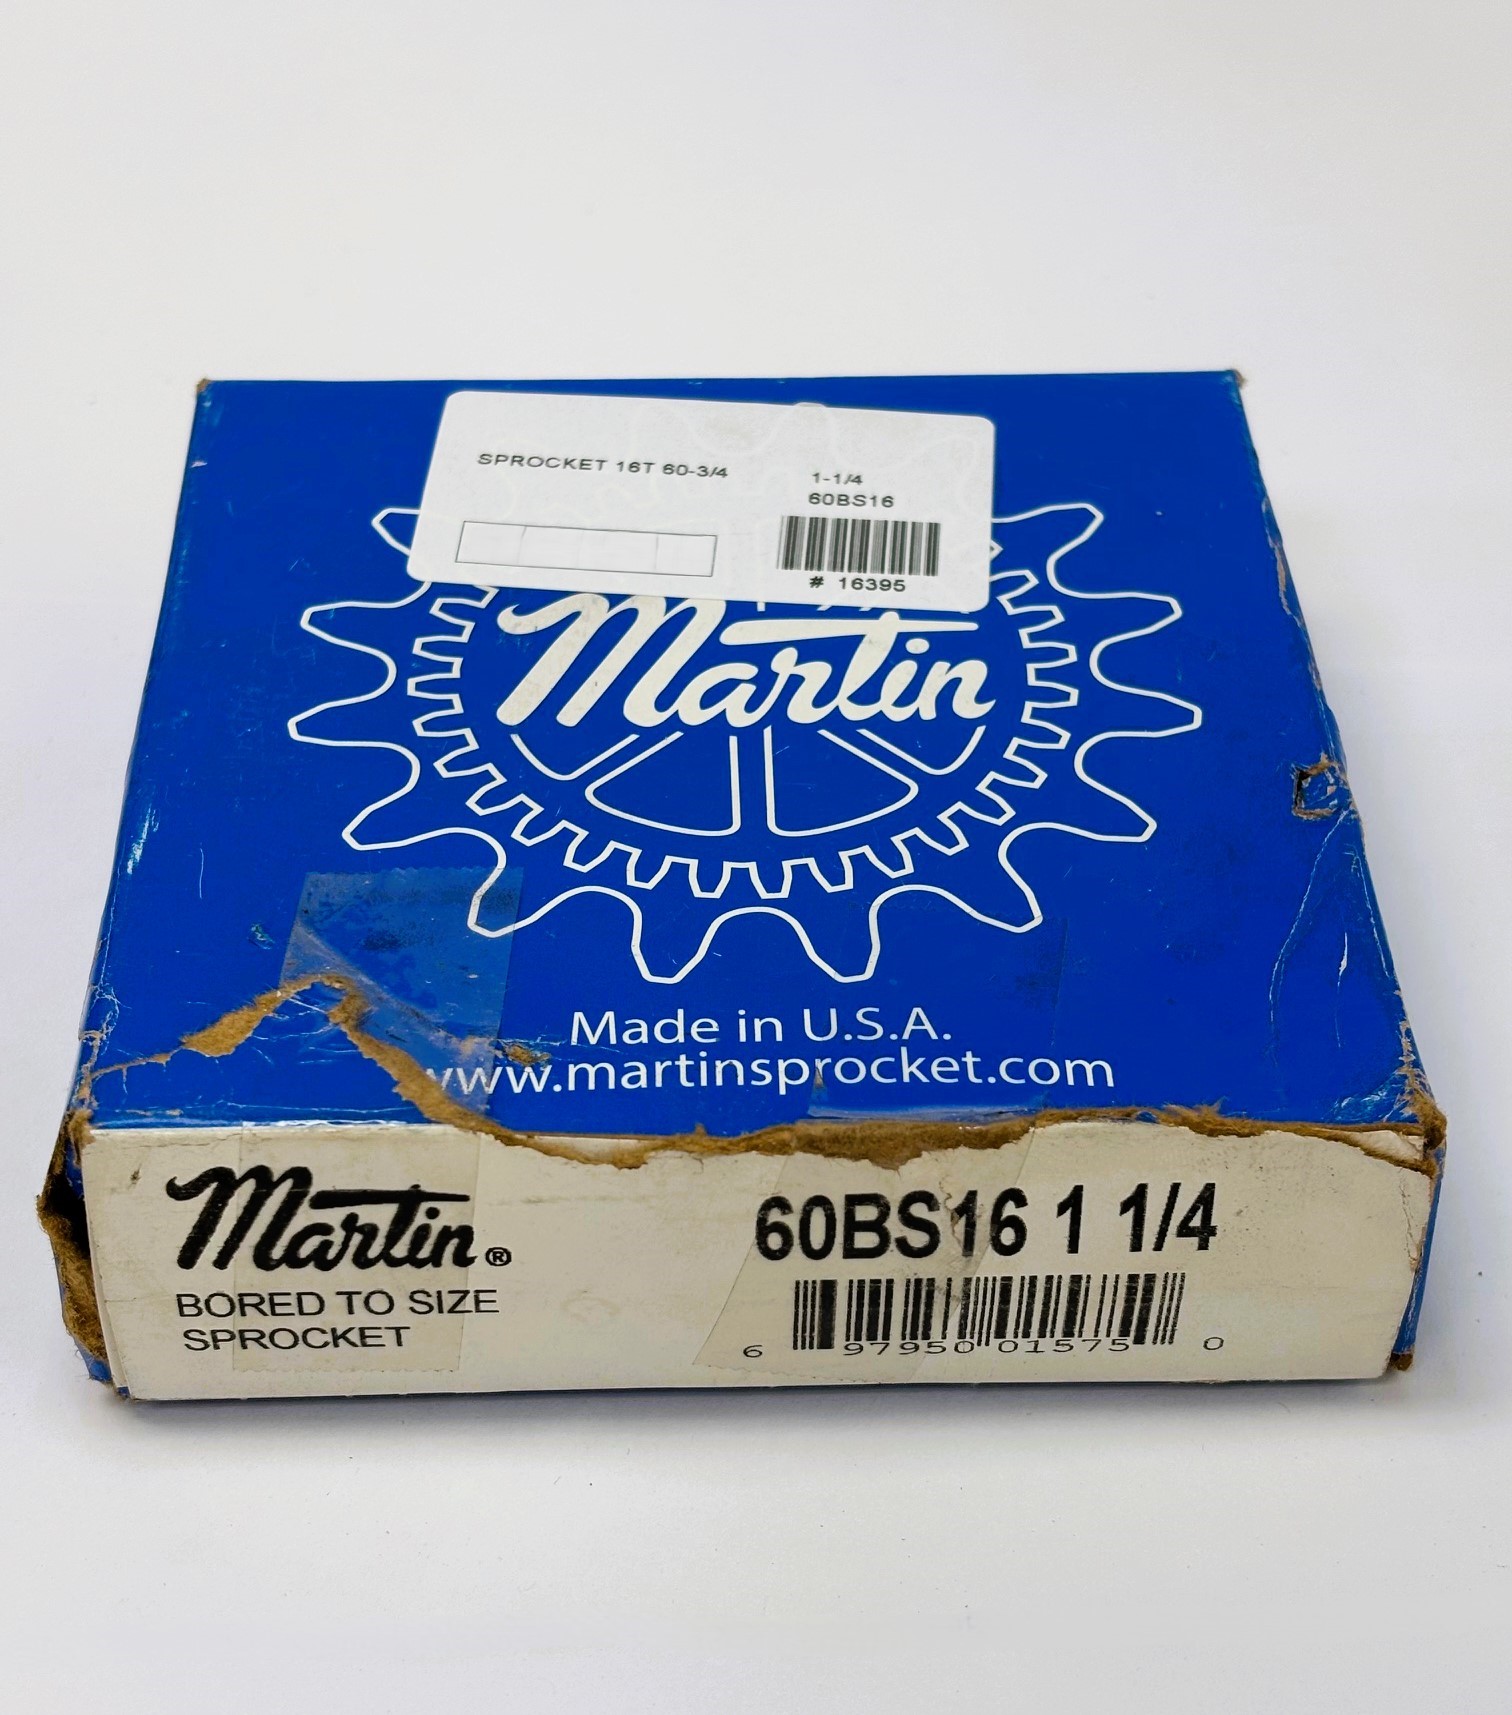 SPROCKET 16T 60-3/4
1-1/4
60BS16
# 16395
Martin
Made in U.S.A.
www.martinsprocket.com
Martin®
BORED TO SIZE
SPROCKET
60BS16 1 1/4
6 97950 01575 0